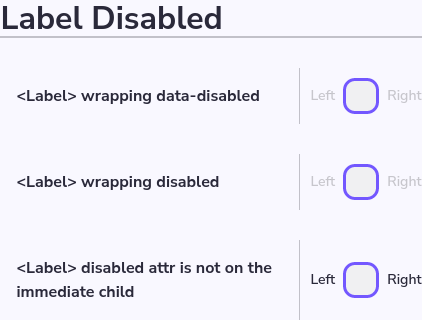 Label Disabled
<Label> wrapping data-disabled
Left Right
<Label> wrapping disabled
Left Right
<Label> disabled attr is not on the
immediate child
Left Right